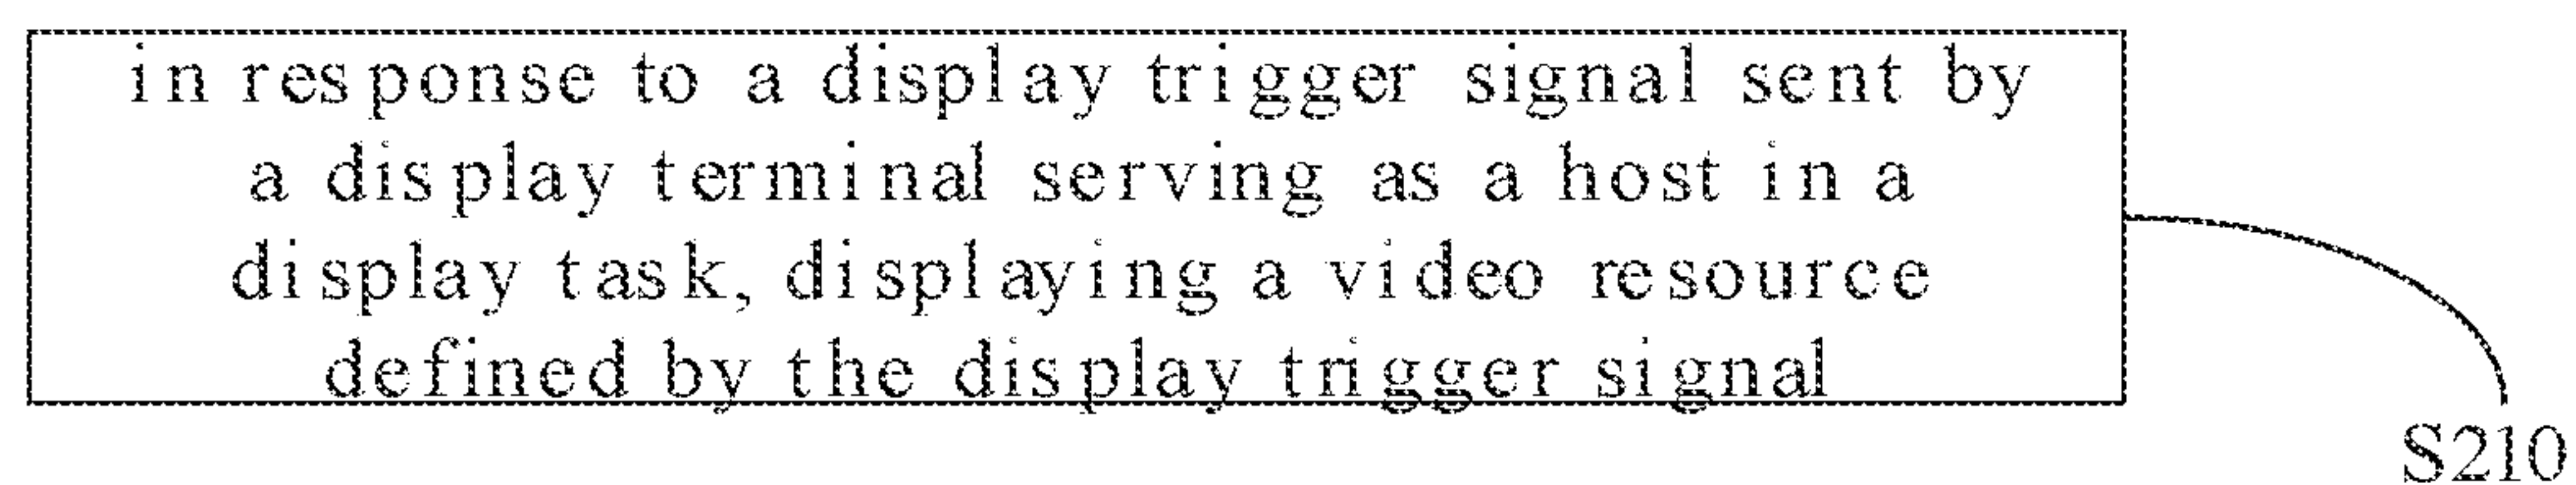 in response to a display trigger signal sent by
a display terminal serving as a host in a
display task, displaying a video resource
defined by the display trigger signal
S210